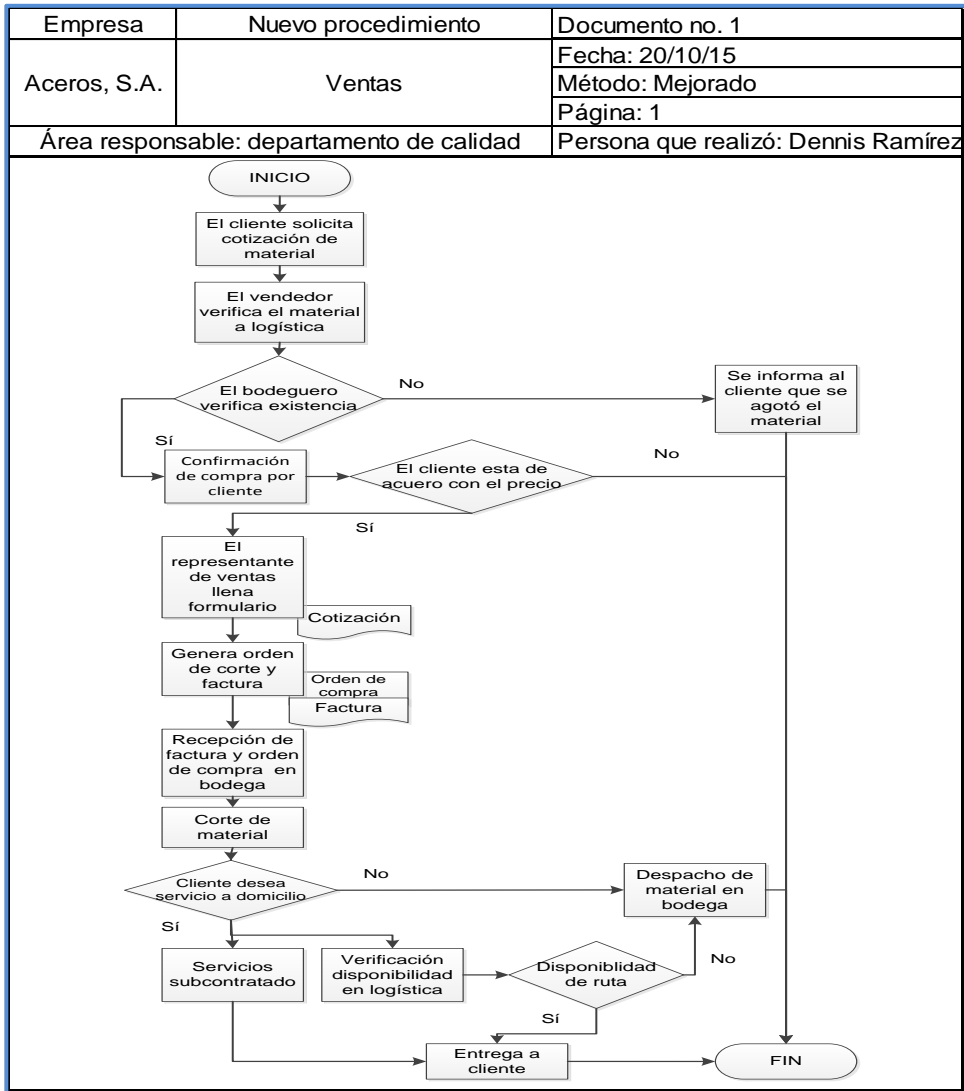 Empresa
Nuevo procedimiento
Documento no. 1
Aceros, S.A.
Ventas
Fecha: 20/10/15
Método: Mejorado
Página: 1
Área responsable: departamento de calidad
Persona que realizó: Dennis Ramírez
INICIO
El cliente solicita
cotización de
material
El vendedor
verifica el material
a logística
El bodeguero
verifica existencia
No
Se informa al
cliente que se
agotó el
material
Sí
Confirmación
de compra por
cliente
El cliente esta de
acuero con el precio
No
Sí
El
representante
de ventas
llena
formulario
Cotización
Genera orden
de corte y
factura
Orden de
compra
Factura
Recepción de
factura y orden
de compra en
bodega
Corte de
material
Cliente desea
servicio a domicilio
No
Despacho de
material en
bodega
Sí
Servicios
subcontratado
Verificación
disponibilidad
en logística
Disponiblidad
de ruta
No
Sí
Entrega a
cliente
FIN